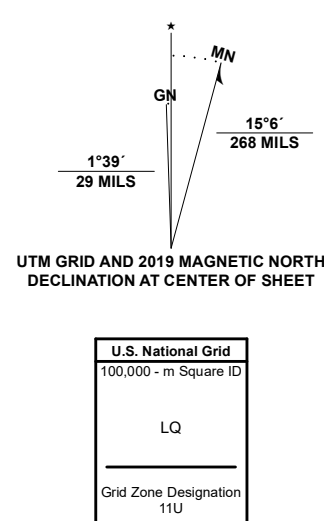 ★
MN
GN
15°6´
268 MILS
1°39´
29 MILS
UTM GRID AND 2019 MAGNETIC NORTH
DECLINATION AT CENTER OF SHEET
U.S. National Grid
100,000 - m Square ID
LQ
Grid Zone Designation
11U